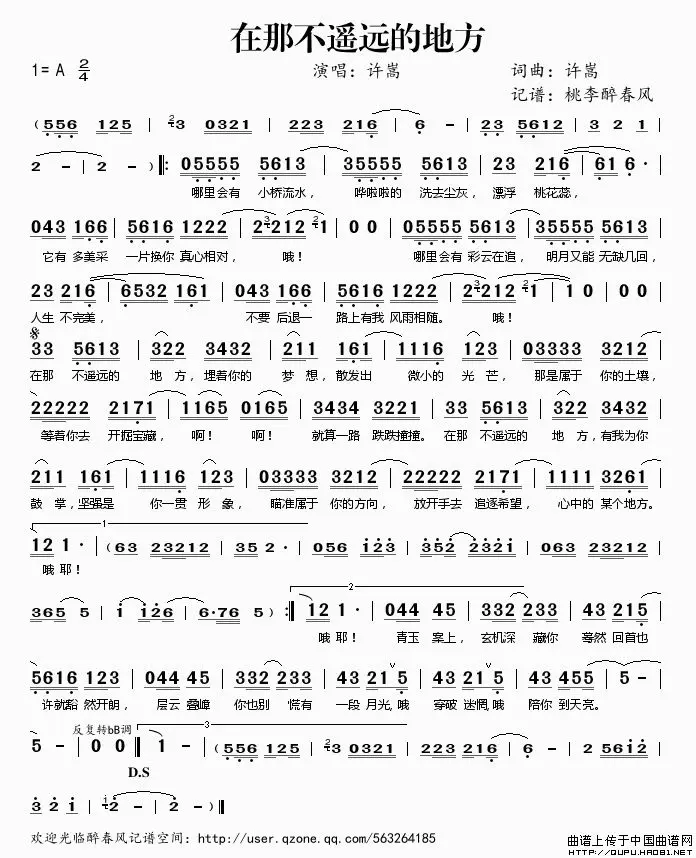 在那不遥远的地方
1= A 2/4 演唱：许嵩 词曲：许嵩
记谱：桃李醉春风
( 556 125 | 3 0321 | 223 216 | 6 - | 23 5612 | 3 2 1 |
2 - | 2 - ) ‖: 05555 5613 | 35555 5613 | 23 216 | 616· |
哪里会有 小桥流水， 哗啦啦的 洗去尘灰，漂浮 桃花蕊，
043 166 | 5616 1222 | 2·3212 1 | 0 0 | 05555 5613 | 35555 5613 |
它有 多美采 一片换你 真心相对， 哦！ 哪里会有 彩云在追， 明月又能 无缺几回，
23 216 | 6532 161 | 043 166 | 5616 1222 | 2·3212 1 | 1 0 | 0 0 |
人生 不完美， 不要 后退一 路上有我 风雨相随。 哦！
33 5613 | 322 3432 | 211 161 | 1116 123 | 03333 3212 |
在那 不遥远的 地 方，埋着你的 梦 想，散发出 微小的 光 芒， 那是属于 你的土壤，
22222 2171 | 1165 0165 | 3434 3221 | 33 5613 | 322 3432 |
等着你去 开掘宝藏， 啊！ 啊！ 就算一路 跌跌撞撞。 在那 不遥远的 地 方，有我为你
211 161 | 1116 123 | 03333 3212 | 22222 2171 | 1111 3261 |
鼓 掌，坚强是 你一贯 形 象， 瞄准属于 你的方向， 放开手去 追逐希望， 心中的 某个地方。
1
12 1· | (63 23212 | 35 2· | 056 123 | 352 2321 | 063 23212 |
哦 耶！
2
365 5 | 1 126 | 6·76 5 ) :‖ 12 1· | 044 45 | 332 233 | 43 215 |
哦 耶！ 青玉 案上，玄机深 藏你 蓦然 回首也
5616 123 | 044 45 | 332 233 | 43 21 5 | 43 21 5 | 43 455 | 5 - |
许就豁 然开朗， 层云 叠嶂 你也别 慌有 一段 月光,哦 穿破 迷惘,哦 陪你 到天亮。
反复转bB调
3
5 - | 0 0 ‖ 1 - | (556 125 | 3 0321 | 223 216 | 6 - | 2 5612 |
D.S
3 2 1 | 2 - | 2 - ) ‖
欢迎光临醉春风记谱空间：http://user.qzone.qq.com/563264185
曲谱上传于中国曲谱网
HTTP://QUPU.HAO81.NET